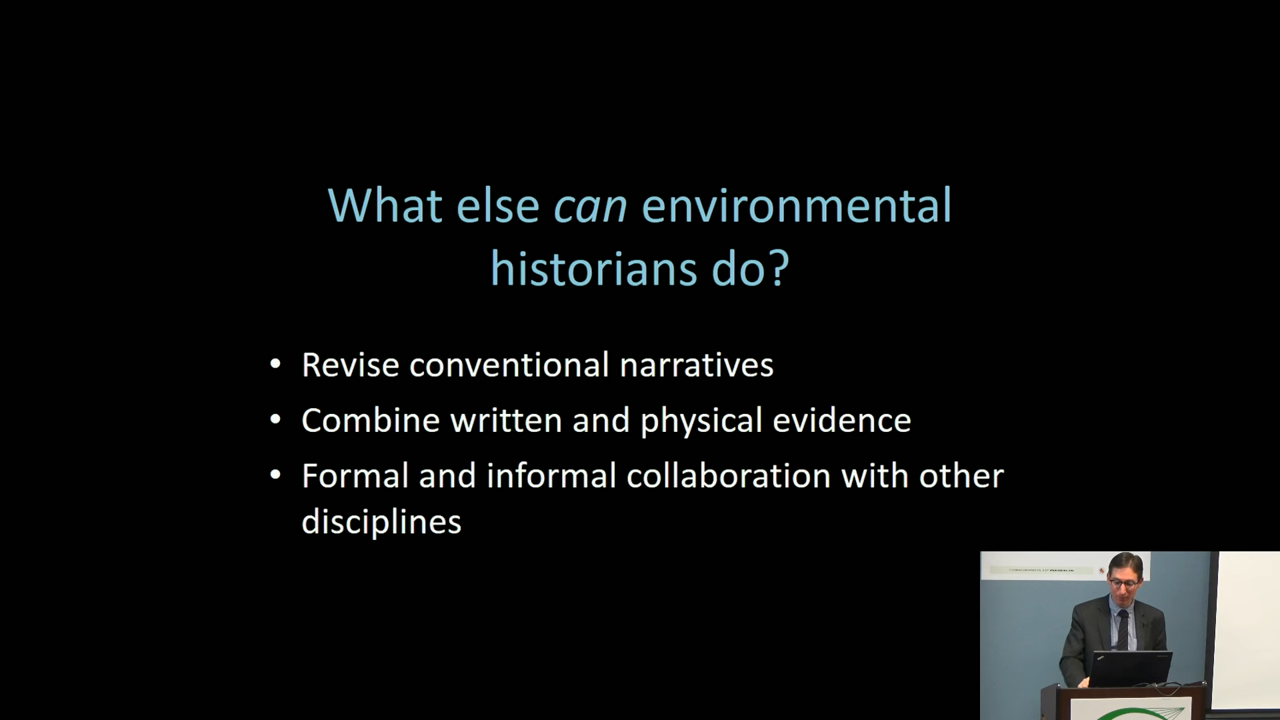 What else can environmental
historians do?
• Revise conventional narratives
• Combine written and physical evidence
• Formal and informal collaboration with other
disciplines